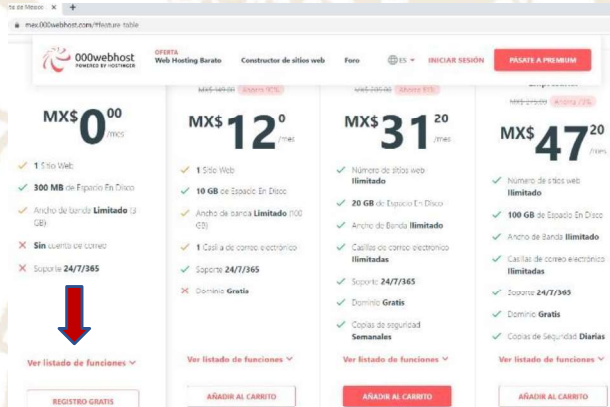 mex.000webhost.com/#feature-table
000webhost
POWERED BY HOSTINGER
OFERTA
Web Hosting Barato
Constructor de sitios web
Foro
ES
INICIAR SESIÓN
PÁSATE A PREMIUM
MX$ 0 00 /mes
1 Sitio Web
300 MB de Espacio En Disco
Ancho de banda Limitado (3 GB)
Sin cuenta de correo
Soporte 24/7/365
Ver listado de funciones
REGISTRO GRATIS
MX$ 149.00 Ahorra 90%
MX$ 12 0 /mes
1 Sitio Web
10 GB de Espacio En Disco
Ancho de banda Limitado (100 GB)
1 Casilla de correo electrónico
Soporte 24/7/365
Dominio Gratis
Ver listado de funciones
AÑADIR AL CARRITO
Ahorra
MX$ 31 20 /mes
Número de sitios web
Ilimitado
20 GB de Espacio En Disco
Ancho de Banda Ilimitado
Casillas de correo electrónico
Ilimitadas
Soporte 24/7/365
Dominio Gratis
Copias de seguridad
Semanales
Ver listado de funciones
AÑADIR AL CARRITO
Ahorra
MX$ 47 20 /mes
Número de sitios web
Ilimitado
100 GB de Espacio En Disco
Ancho de Banda Ilimitado
Casillas de correo electrónico
Ilimitadas
Soporte 24/7/365
Dominio Gratis
Copias de Seguridad Diarias
Ver listado de funciones
AÑADIR AL CARRITO